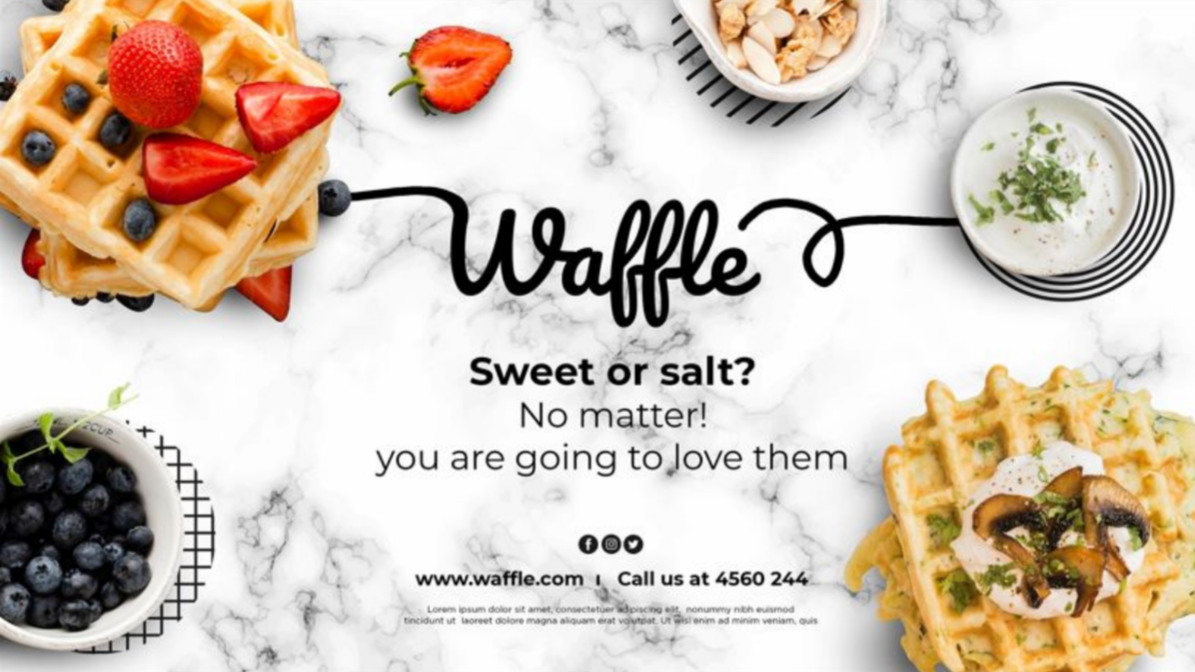 Waffle
Sweet or salt?
No matter!
you are going to love them
www.waffle.com I Call us at 4560 244
Lorem ipsum dolor sit amet, consectetuer adipiscing elit, nonummy nibh euismod
tincidunt ut laoreet dolore magna aliquam erat volutpat. Ut wisi enim ad minim veniam, quis